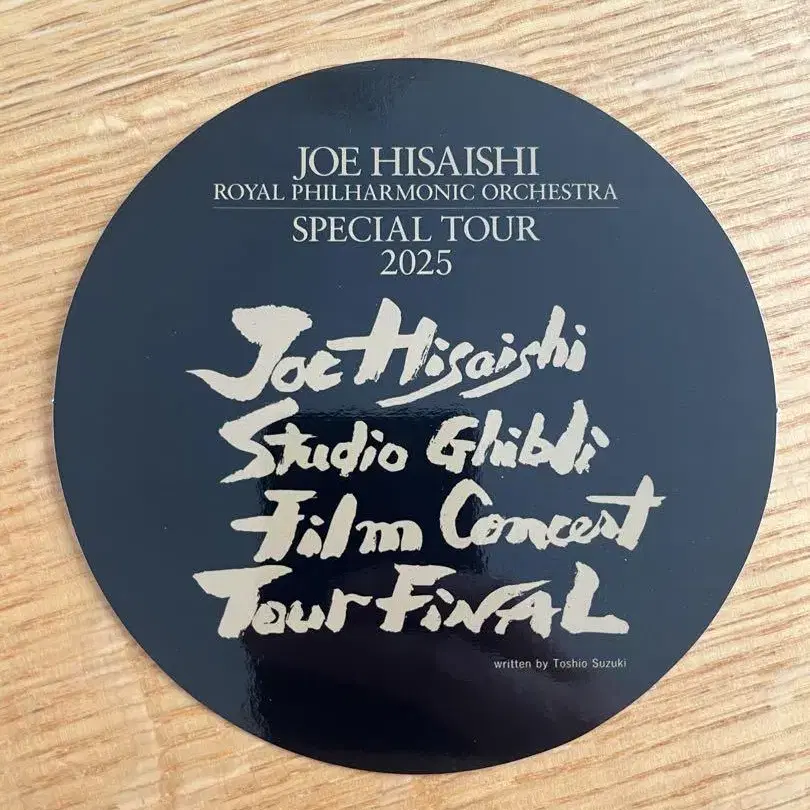 JOE HISAISHI
ROYAL PHILHARMONIC ORCHESTRA
SPECIAL TOUR
2025
Joe Hisaishi
Studio Ghibli
Film Concert
Tour FiNAL
written by Toshio Suzuki